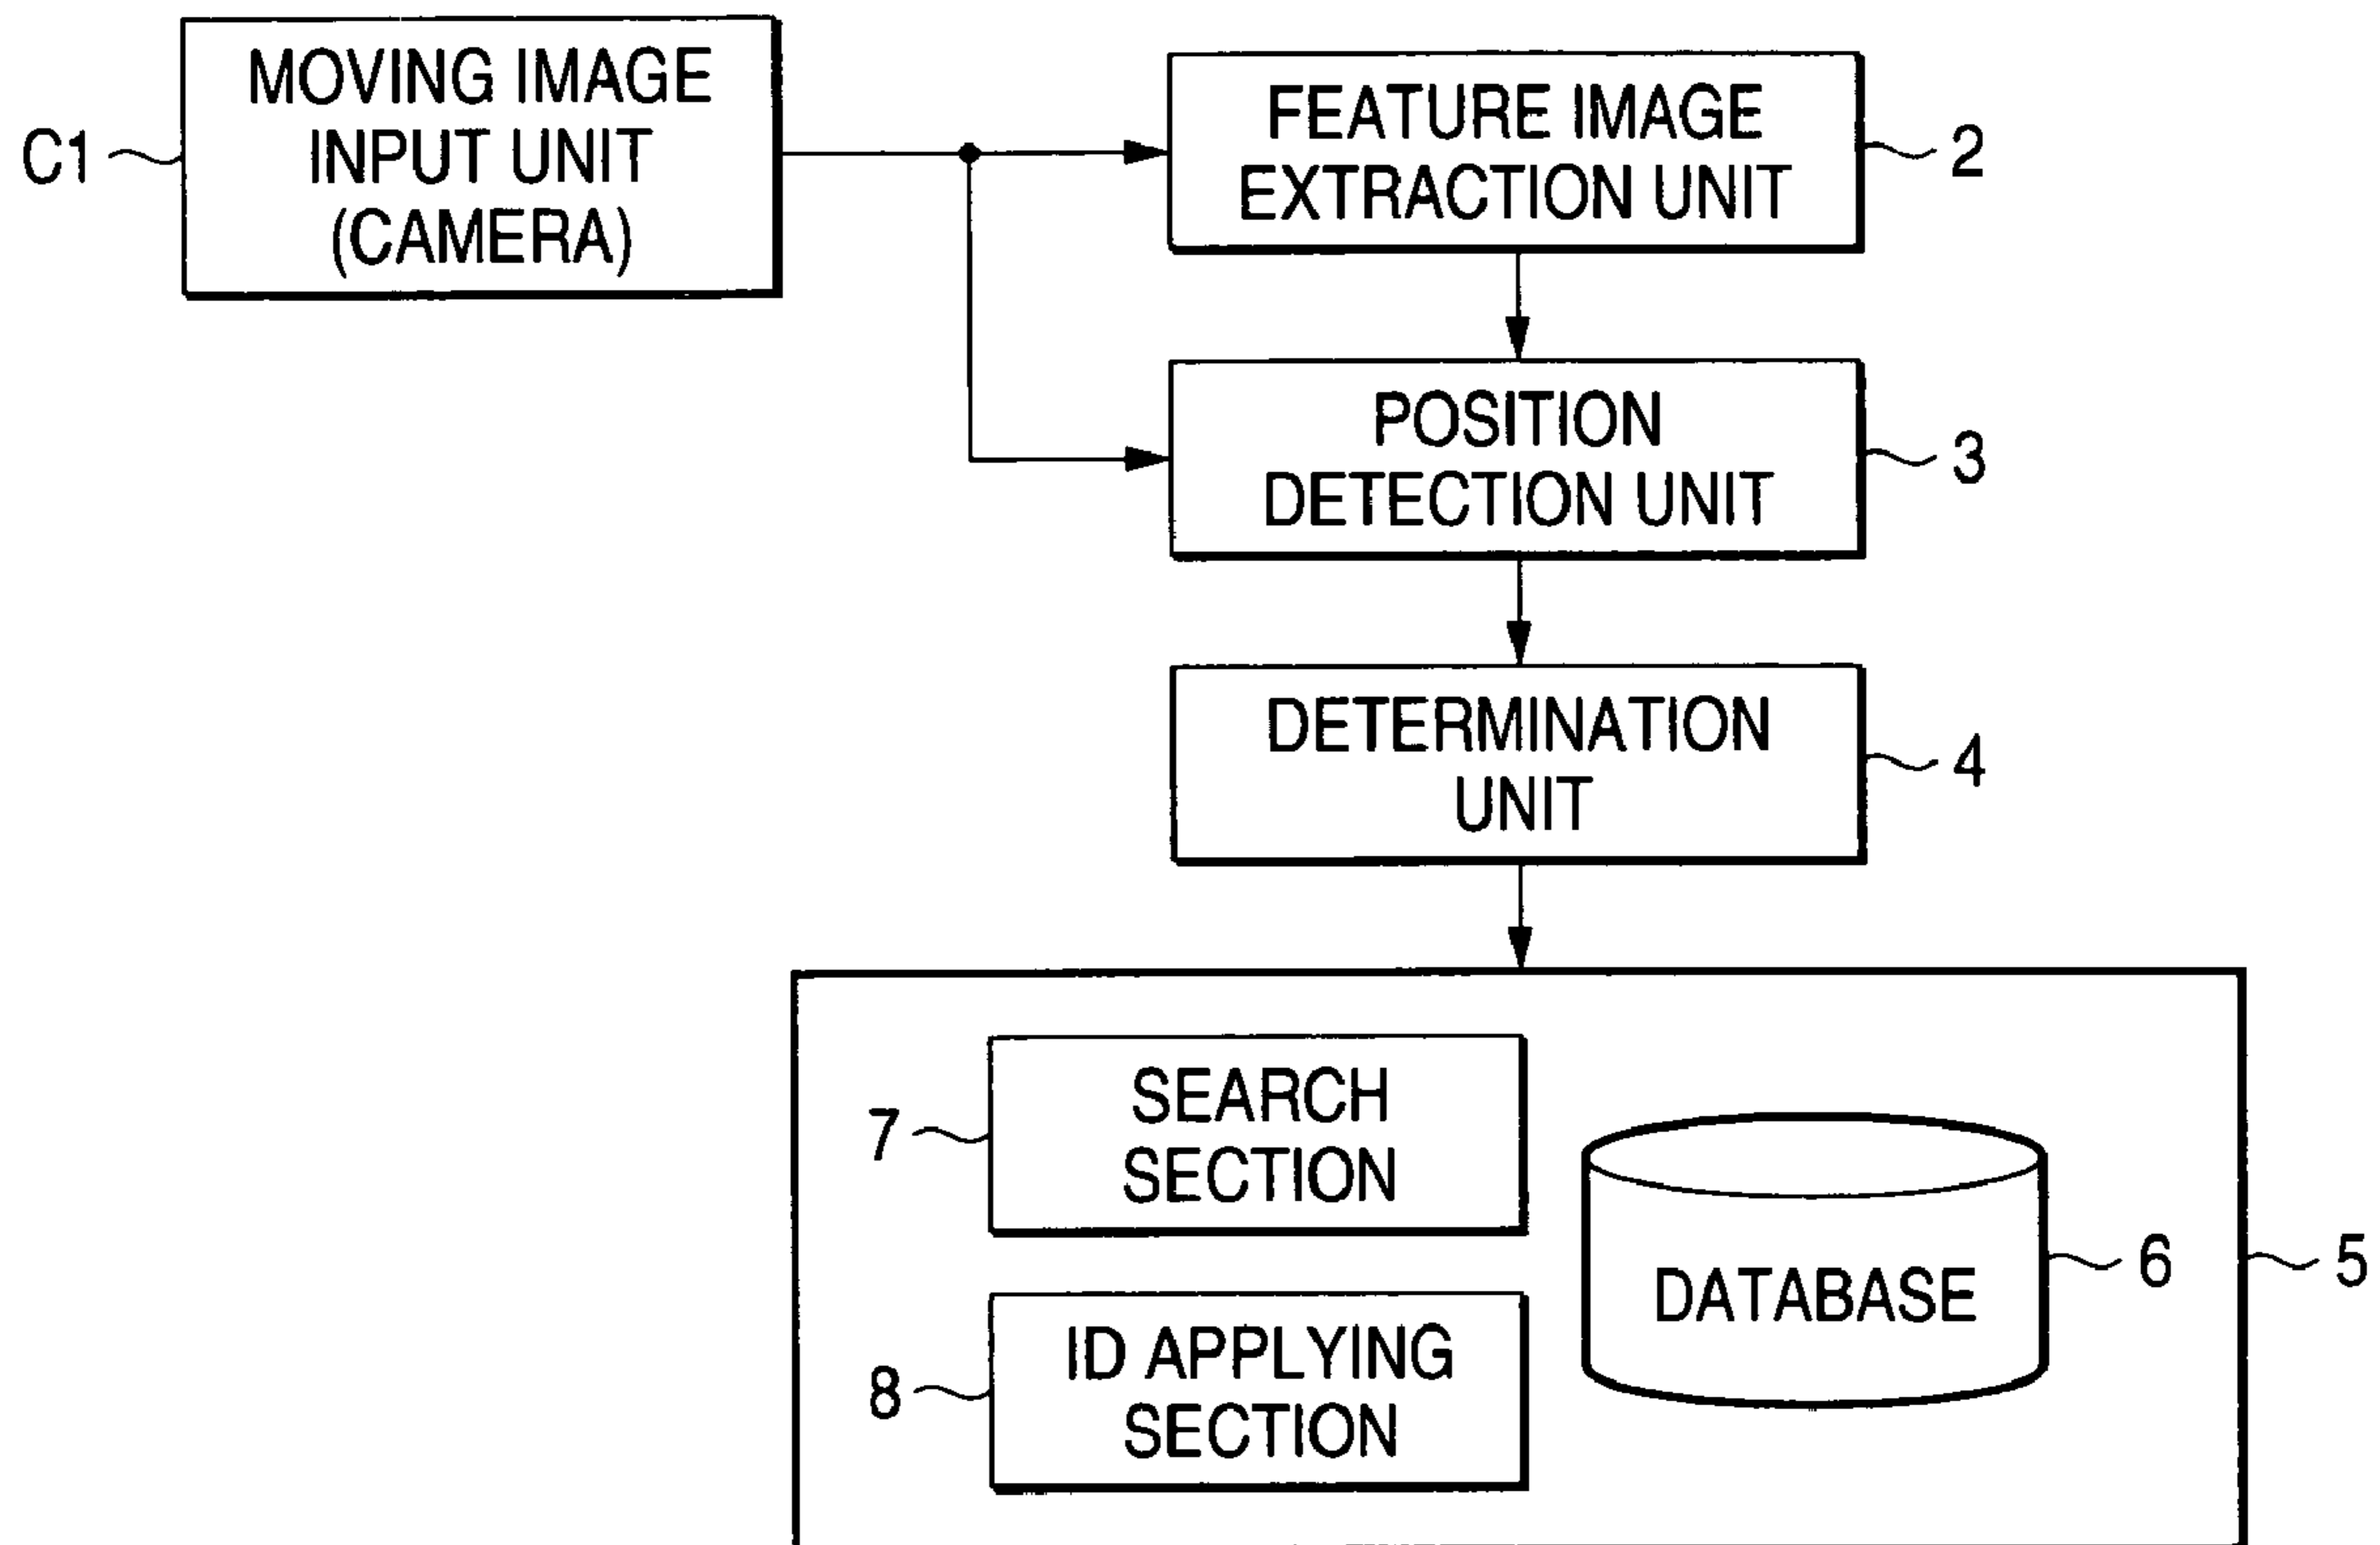 MOVING IMAGE
INPUT UNIT
(CAMERA)
C1
FEATURE IMAGE
EXTRACTION UNIT
2
POSITION
DETECTION UNIT
3
DETERMINATION
UNIT
4
SEARCH
SECTION
7
DATABASE
6
5
ID APPLYING
SECTION
8